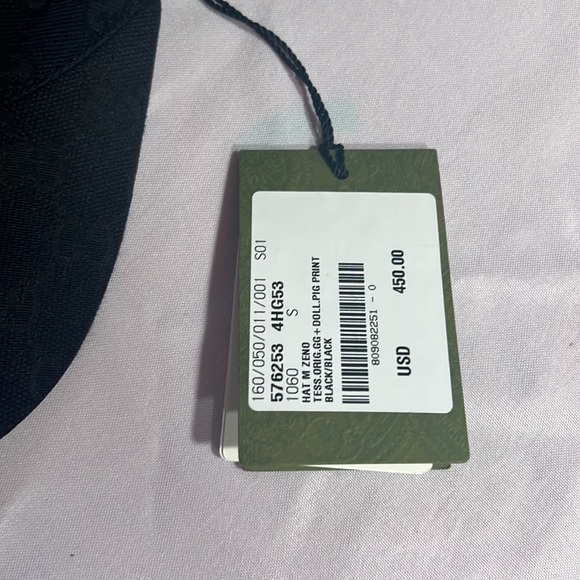 160/050/011/001 S01
576253 4HG53
S
1060
HAT M ZENO
TESS.ORIG.GG+DOLL.PIG PRINT
BLACK/BLACK
809082251 - 0
USD 450.00